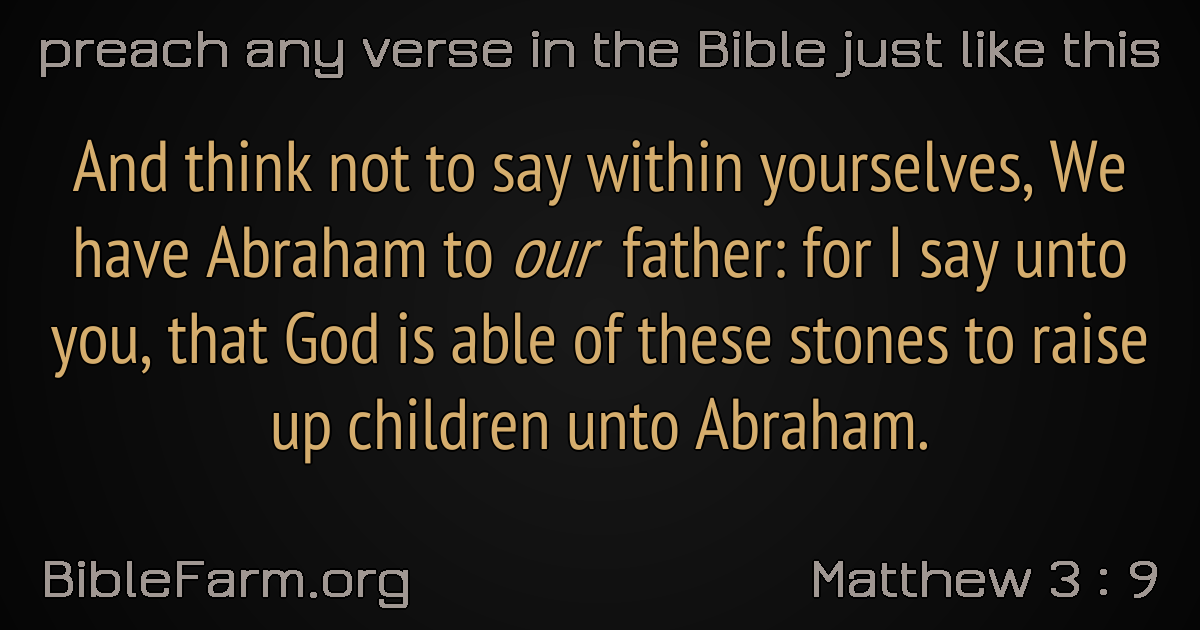 preach any verse in the Bible just like this
And think not to say within yourselves, We
have Abraham to our father: for I say unto
you, that God is able of these stones to raise
up children unto Abraham.
BibleFarm.org
Matthew 3 : 9